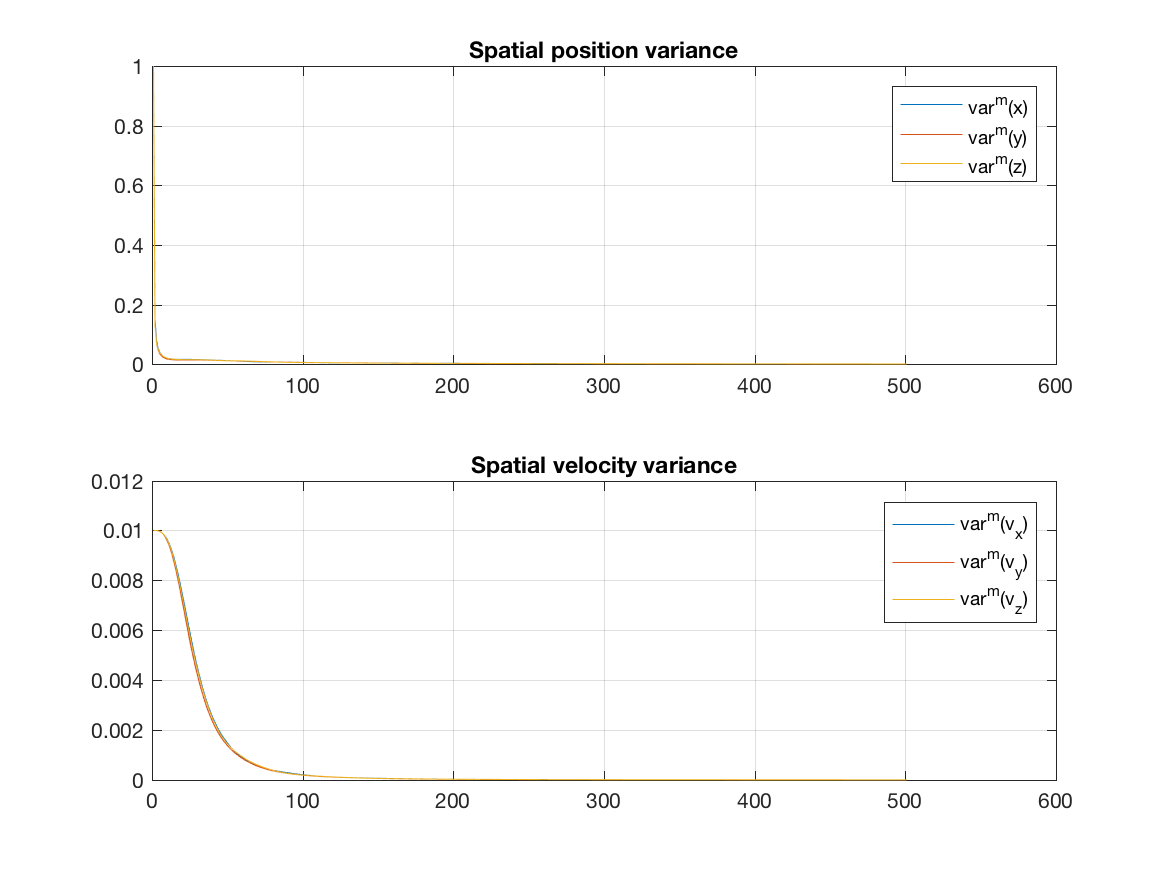 Spatial position variance
1
0.8
0.6
0.4
0.2
0
0 100 200 300 400 500 600
var^m(x)
var^m(y)
var^m(z)
Spatial velocity variance
0.012
0.01
0.008
0.006
0.004
0.002
0
0 100 200 300 400 500 600
var^m(v_x)
var^m(v_y)
var^m(v_z)